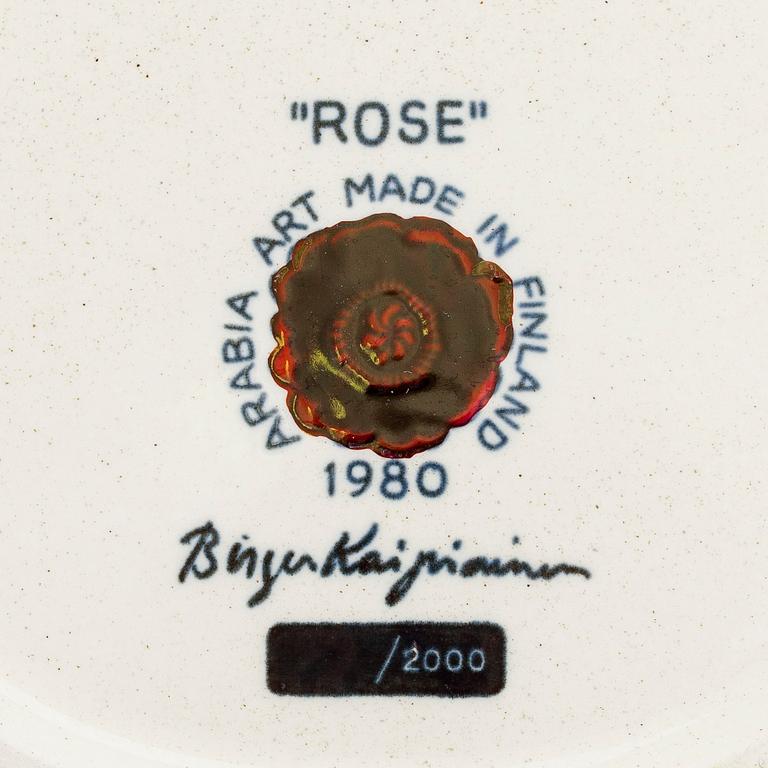 "ROSE"
ARABIA ART MADE IN FINLAND
1980
Birger Kaipiainen
/2000